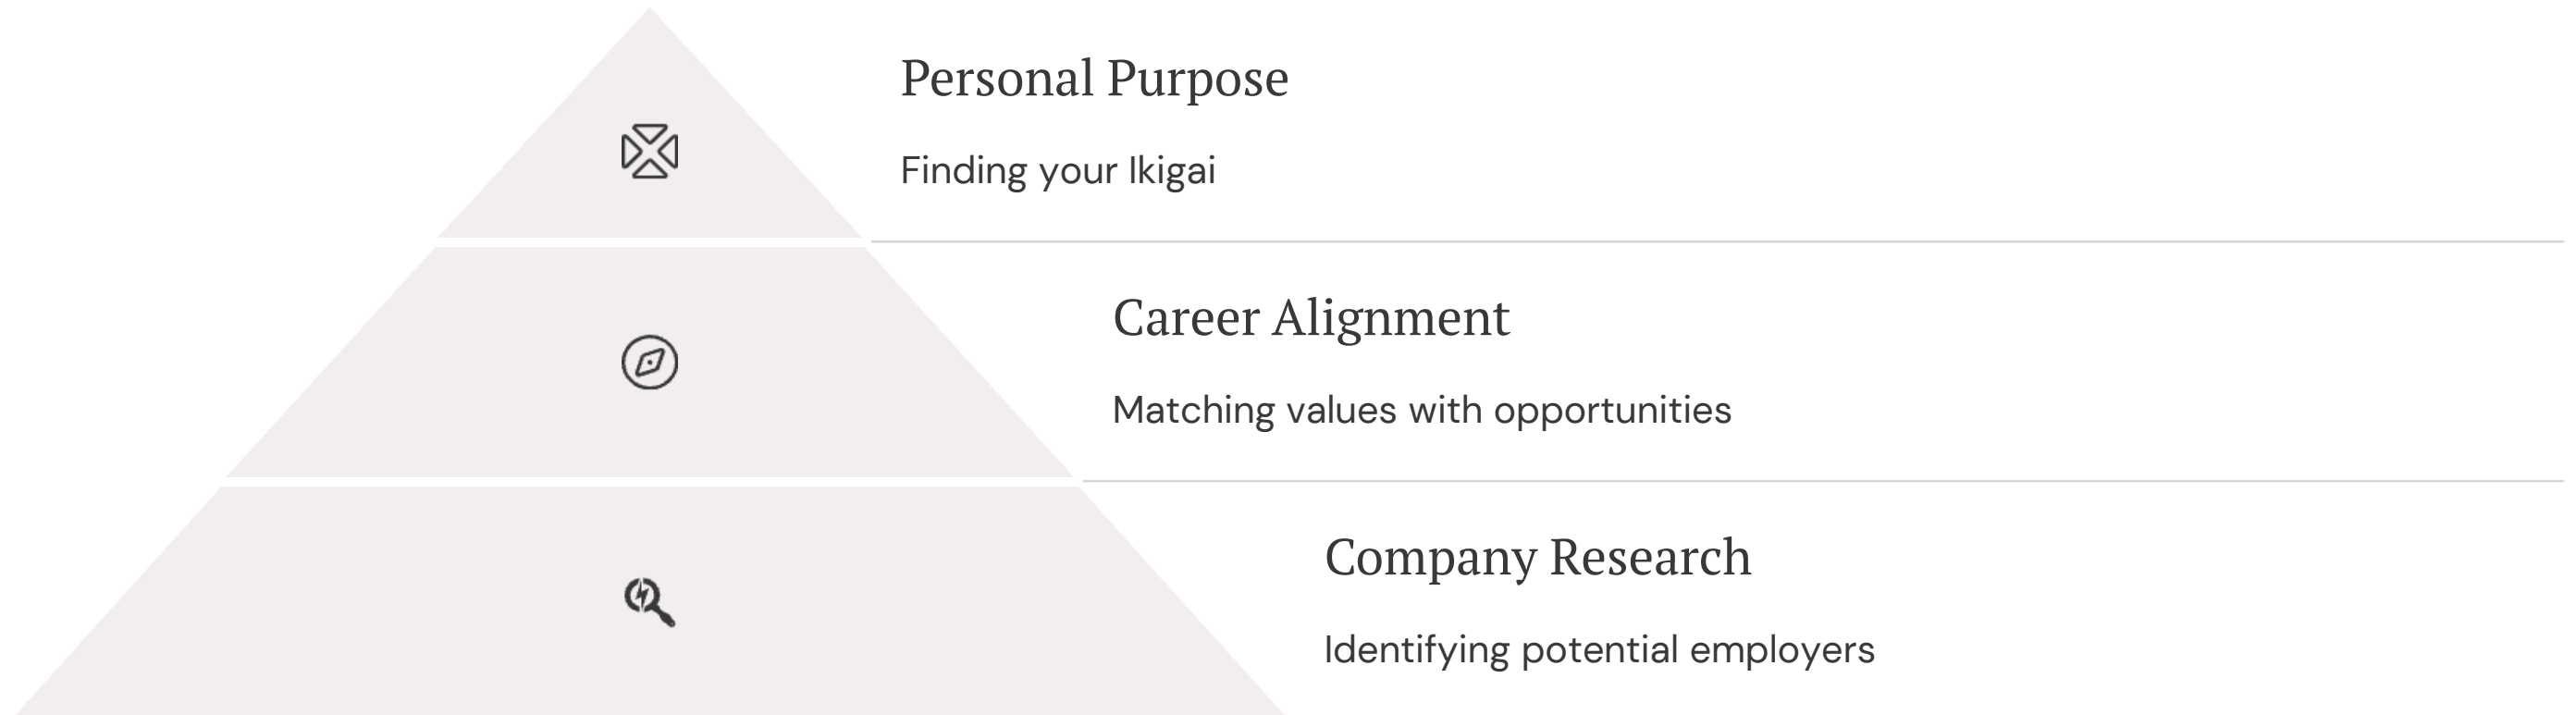 Personal Purpose
Finding your Ikigai
Career Alignment
Matching values with opportunities
Company Research
Identifying potential employers